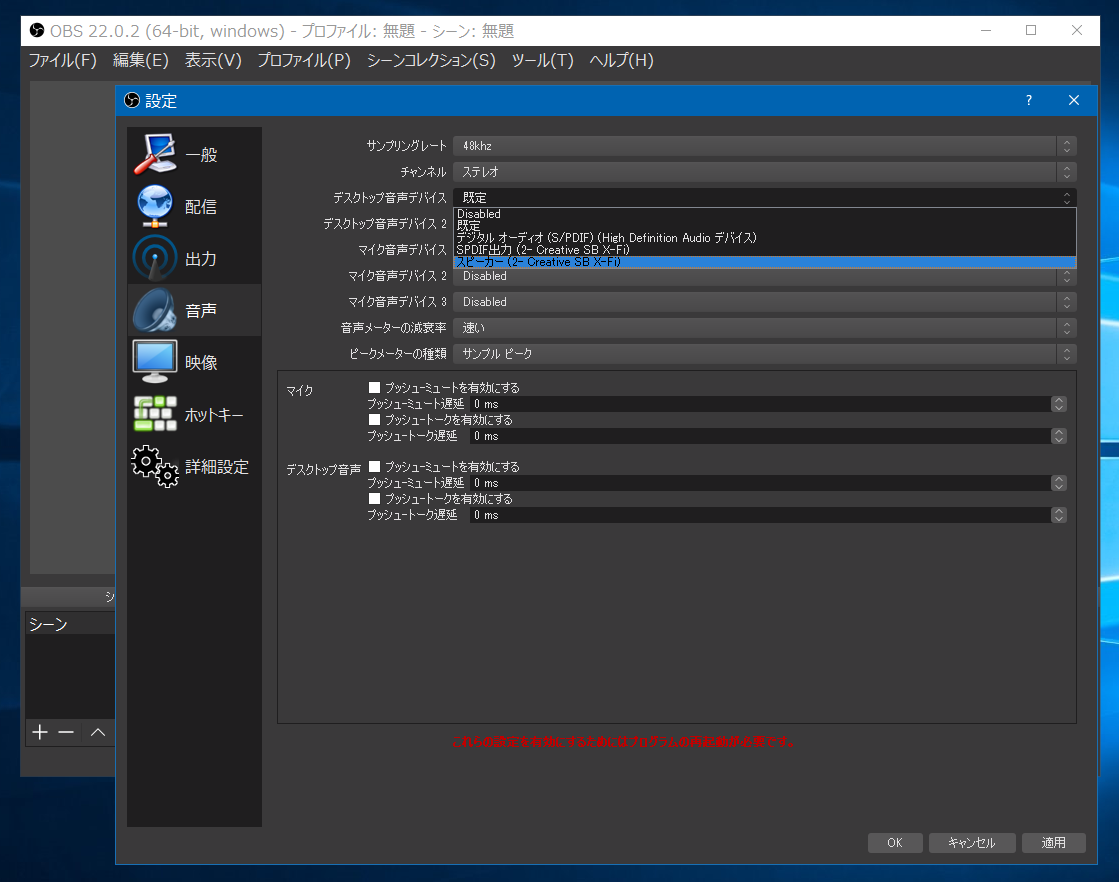 OBS 22.0.2 (64-bit, windows) - プロファイル: 無題 - シーン: 無題
ファイル(F) 編集(E) 表示(V) プロファイル(P) シーンコレクション(S) ツール(T) ヘルプ(H)
設定 ?
一般
配信
出力
音声
映像
ホットキー
詳細設定
サンプリングレート 48khz
チャンネル ステレオ
デスクトップ音声デバイス 既定
デスクトップ音声デバイス 2
マイク音声デバイス
Disabled
既定
デジタル オーディオ (S/PDIF) (High Definition Audio デバイス)
SPDIF出力 (2- Creative SB X-Fi)
スピーカー (2- Creative SB X-Fi)
マイク音声デバイス 2 Disabled
マイク音声デバイス 3 Disabled
音声メーターの減衰率 速い
ピークメーターの種類 サンプル ピーク
マイク
プッシューミュートを有効にする
プッシューミュート遅延 0 ms
プッシュートークを有効にする
プッシュートーク遅延 0 ms
デスクトップ音声
プッシューミュートを有効にする
プッシューミュート遅延 0 ms
プッシュートークを有効にする
プッシュートーク遅延 0 ms
これらの設定を有効にするためにはプログラムの再起動が必要です。
シ
シーン
OK キャンセル 適用